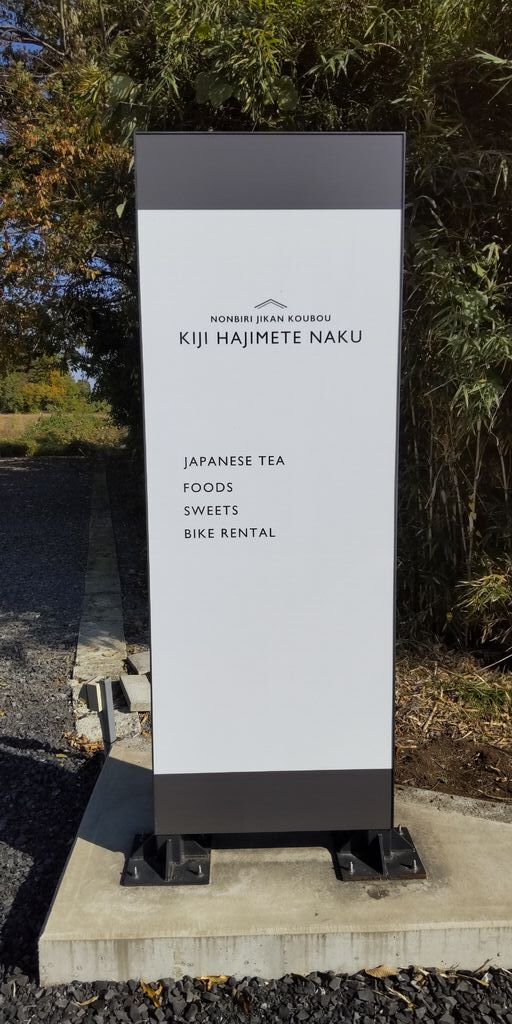 NONBIRI JIKAN KOUBOU
KIJI HAJIMETE NAKU
JAPANESE TEA
FOODS
SWEETS
BIKE RENTAL